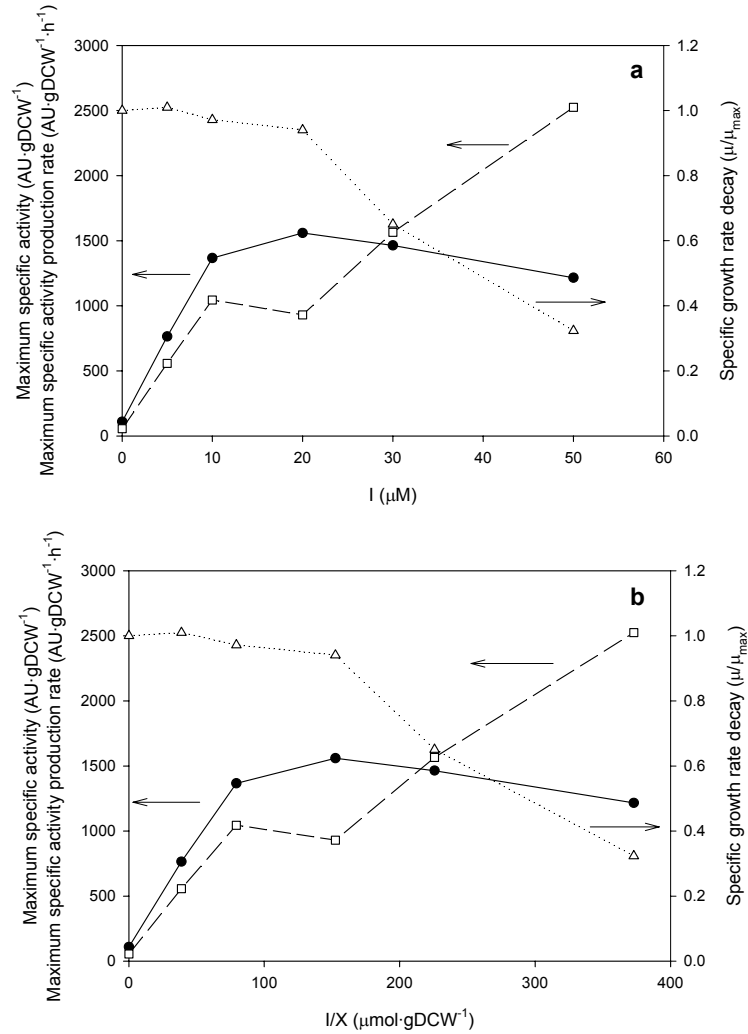 a
Maximum specific activity (AU·gDCW⁻¹)
Maximum specific activity production rate (AU·gDCW⁻¹·h⁻¹)
3000
2500
2000
1500
1000
500
0
1.2
1.0
0.8
0.6
0.4
0.2
0.0
Specific growth rate decay (μ/μmax)
0 10 20 30 40 50 60
I (μM)
b
Maximum specific activity (AU·gDCW⁻¹)
Maximum specific activity production rate (AU·gDCW⁻¹·h⁻¹)
3000
2500
2000
1500
1000
500
0
1.2
1.0
0.8
0.6
0.4
0.2
0.0
Specific growth rate decay (μ/μmax)
0 100 200 300 400
I/X (μmol·gDCW⁻¹)